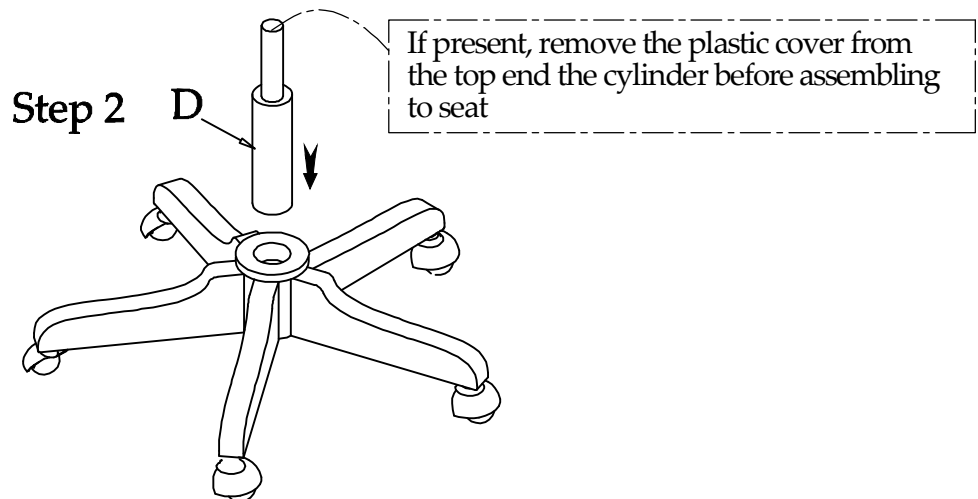 If present, remove the plastic cover from
the top end the cylinder before assembling
to seat
Step 2 D